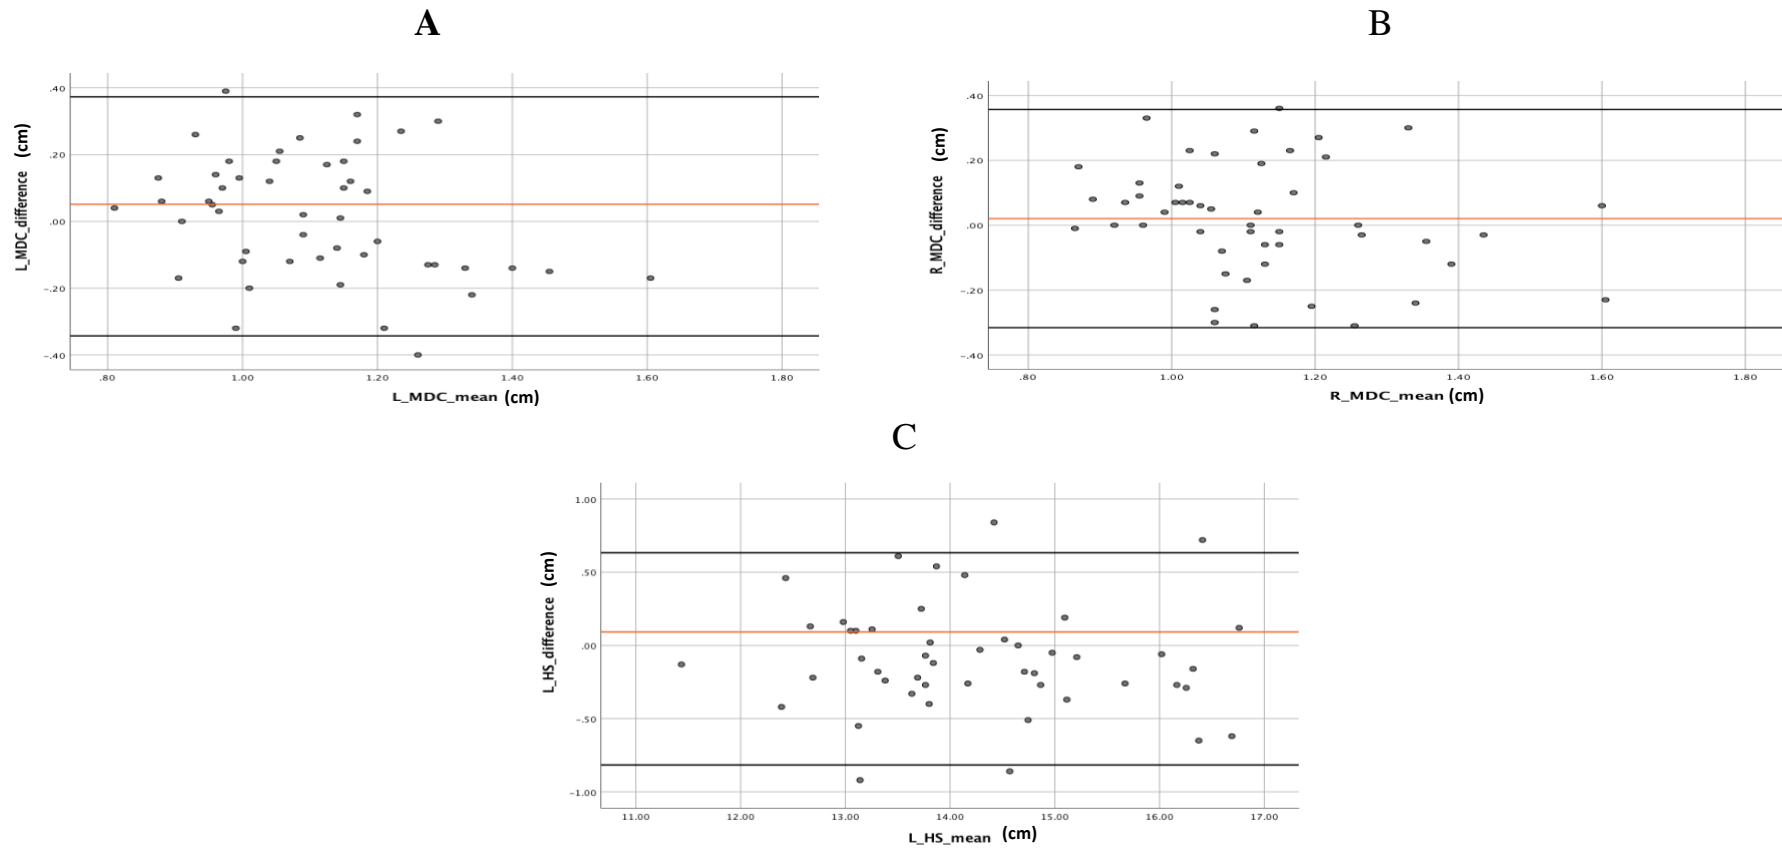 A
.40
.20
.00
-.20
-.40
L_MDC_difference (cm)
.80 1.00 1.20 1.40 1.60 1.80
L_MDC_mean (cm)
B
.40
.20
.00
-.20
-.40
R_MDC_difference (cm)
.80 1.00 1.20 1.40 1.60 1.80
R_MDC_mean (cm)
C
1.00
.50
.00
-.50
-1.00
L_HS_difference (cm)
11.00 12.00 13.00 14.00 15.00 16.00 17.00
L_HS_mean (cm)